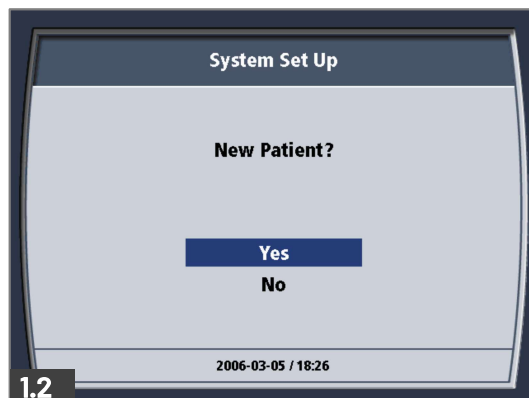 System Set Up
New Patient?
Yes
No
2006-03-05 / 18:26
1.2